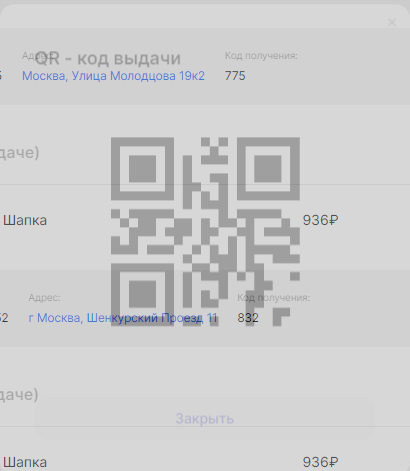 Адрес: Код получения:
QR - код выдачи
Москва, Улица Молодцова 19к2 775
даче)
Шапка 936₽
Адрес: Код получения:
г Москва, Шенкурский Проезд 11 832
даче)
Закрыть
Шапка 936₽